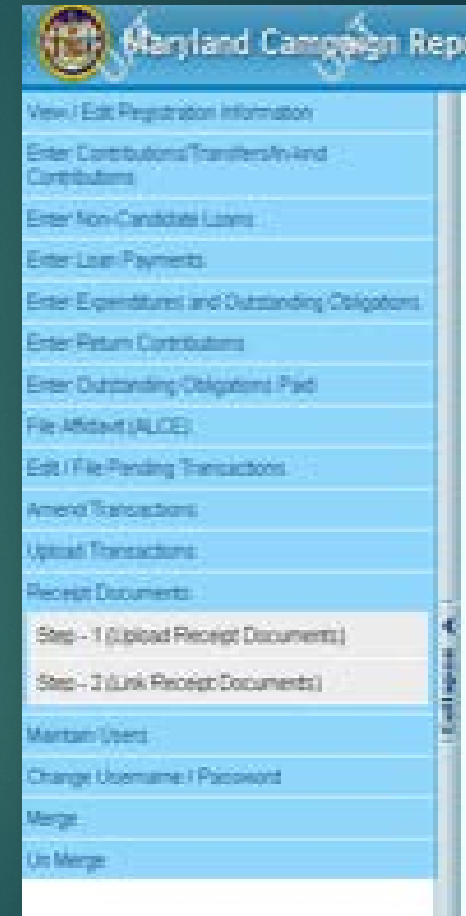 Maryland Campaign Rep
View / Edit Registration Information
Enter Contributions/Transfers/In-kind
Contributions
Enter Non-Candidate Loans
Enter Loan Payments
Enter Expenditures and Outstanding Obligations
Enter Return Contributions
Enter Outstanding Obligations Paid
File Affidavit (ALCE)
Edit / File Pending Transactions
Amend Transactions
Upload Transactions
Receipt Documents
Step - 1 (Upload Receipt Documents)
Step - 2 (Link Receipt Documents)
Maintain Users
Change Username / Password
Merge
Un Merge
Collapse